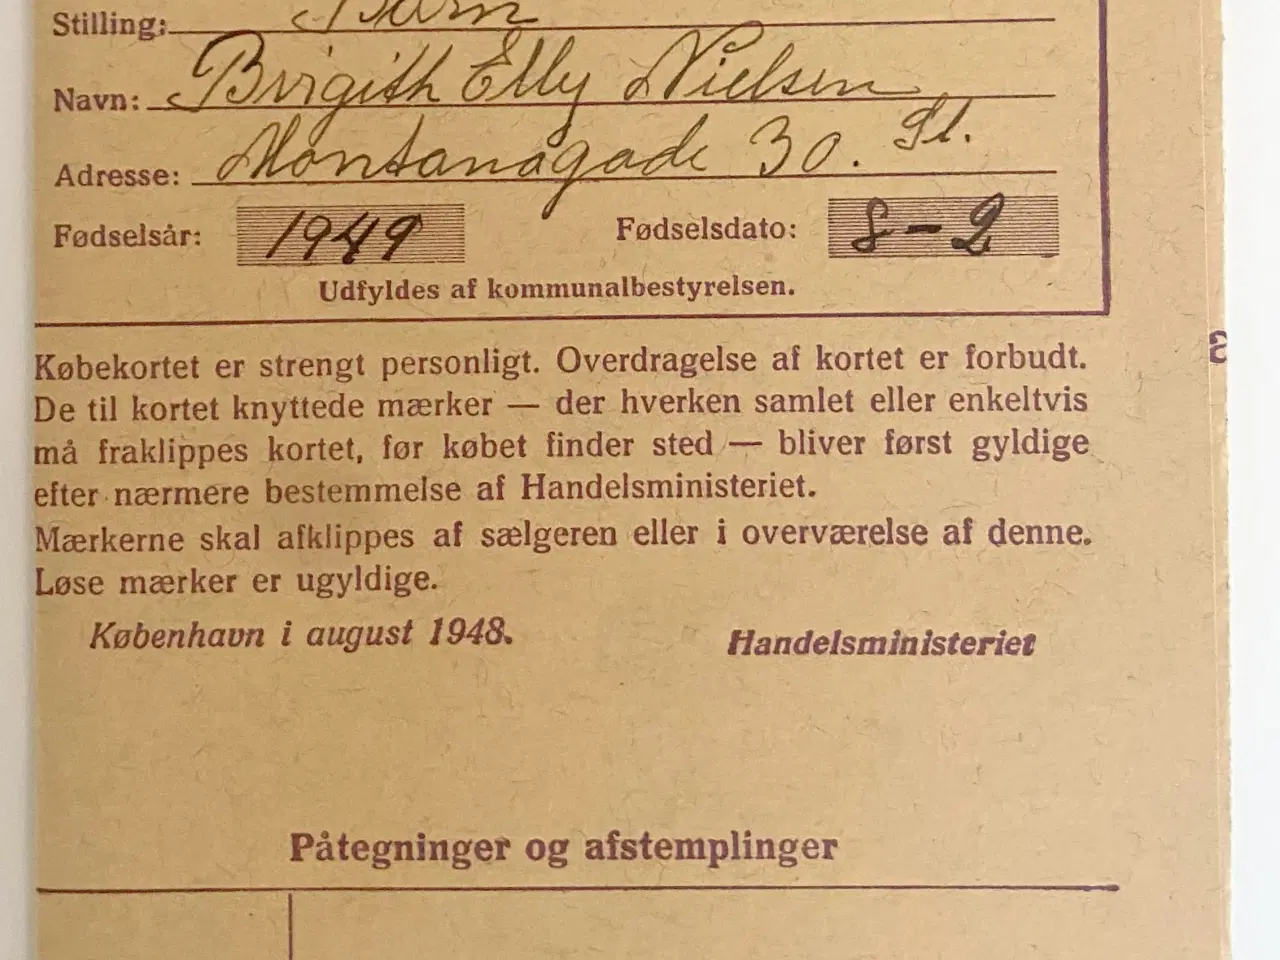 Stilling: Barn
Navn: Birgith Elly Nielsen
Adresse: Montanagade 30. St.
Fødselsår: 1949 Fødselsdato: 8-2
Udfyldes af kommunalbestyrelsen.
Købekortet er strengt personligt. Overdragelse af kortet er forbudt.
De til kortet knyttede mærker — der hverken samlet eller enkeltvis
må fraklippes kortet, før købet finder sted — bliver først gyldige
efter nærmere bestemmelse af Handelsministeriet.
Mærkerne skal afklippes af sælgeren eller i overværelse af denne.
Løse mærker er ugyldige.
København i august 1948. Handelsministeriet
Påtegninger og afstemplinger